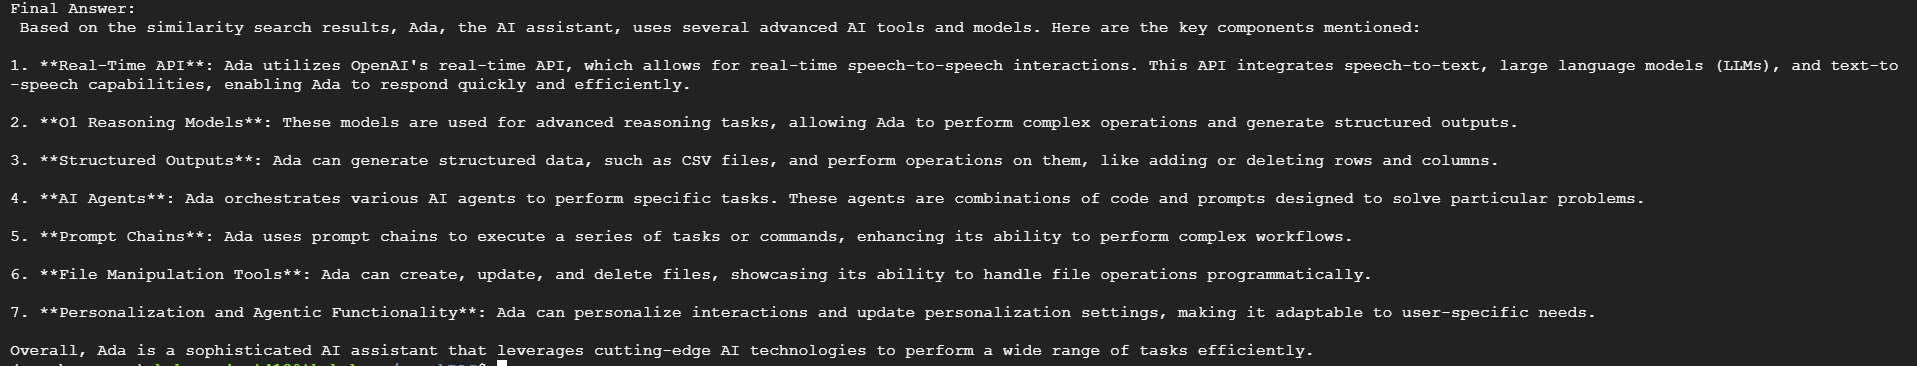 Final Answer:
Based on the similarity search results, Ada, the AI assistant, uses several advanced AI tools and models. Here are the key components mentioned:
1. **Real-Time API**: Ada utilizes OpenAI's real-time API, which allows for real-time speech-to-speech interactions. This API integrates speech-to-text, large language models (LLMs), and text-to
-speech capabilities, enabling Ada to respond quickly and efficiently.
2. **O1 Reasoning Models**: These models are used for advanced reasoning tasks, allowing Ada to perform complex operations and generate structured outputs.
3. **Structured Outputs**: Ada can generate structured data, such as CSV files, and perform operations on them, like adding or deleting rows and columns.
4. **AI Agents**: Ada orchestrates various AI agents to perform specific tasks. These agents are combinations of code and prompts designed to solve particular problems.
5. **Prompt Chains**: Ada uses prompt chains to execute a series of tasks or commands, enhancing its ability to perform complex workflows.
6. **File Manipulation Tools**: Ada can create, update, and delete files, showcasing its ability to handle file operations programmatically.
7. **Personalization and Agentic Functionality**: Ada can personalize interactions and update personalization settings, making it adaptable to user-specific needs.
Overall, Ada is a sophisticated AI assistant that leverages cutting-edge AI technologies to perform a wide range of tasks efficiently.